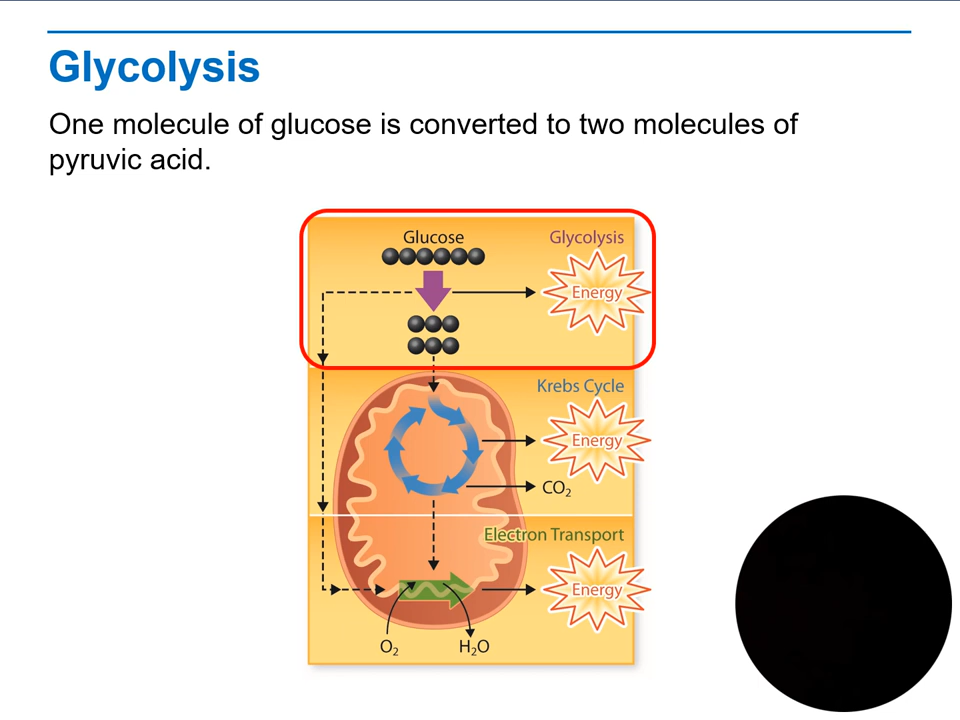 Glycolysis
One molecule of glucose is converted to two molecules of
pyruvic acid.
Glucose
Glycolysis
Energy
Krebs Cycle
Energy
CO₂
Electron Transport
Energy
O₂
H₂O